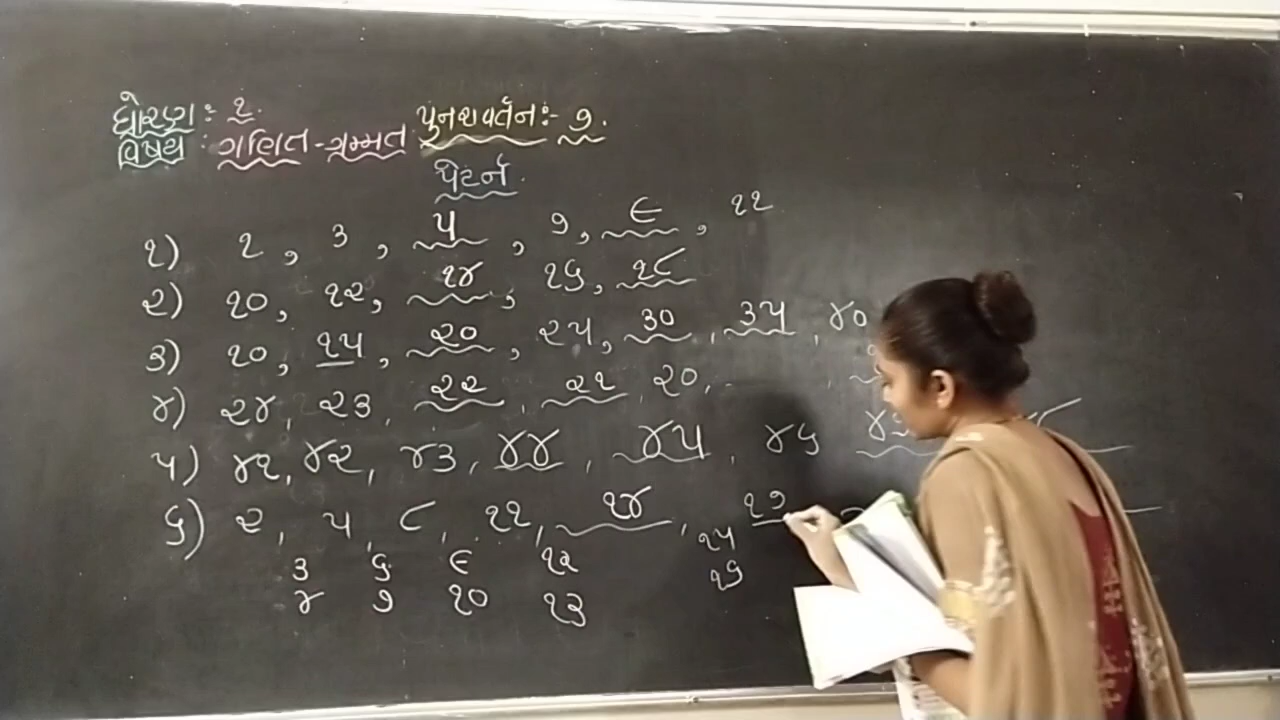 ધોરણ : ૧.
વિષય : ગણિત - ગમ્મત
પુનરાવર્તન :- ૭.
પેટર્ન.
૧) ૧ , ૩ , ૫ , ૭ , ૯ , ૧૧
૨) ૧૦ , ૧૨ , ૧૪ , ૧૬ , ૧૮
૩) ૧૦ , ૧૫ , ૨૦ , ૨૫ , ૩૦ , ૩૫ , ૪૦
૪) ૨૪ , ૨૩ , ૨૨ , ૨૧ , ૨૦ ,
૫) ૪૧ , ૪૨ , ૪૩ , ૪૪ , ૪૫ , ૪૬
૬) ૨ , ૫ , ૮ , ૧૧ , ૧૪ , ૧૭
૩ ૬ ૯ ૧૨ ૧૫
૪ ૭ ૧૦ ૧૩ ૧૬